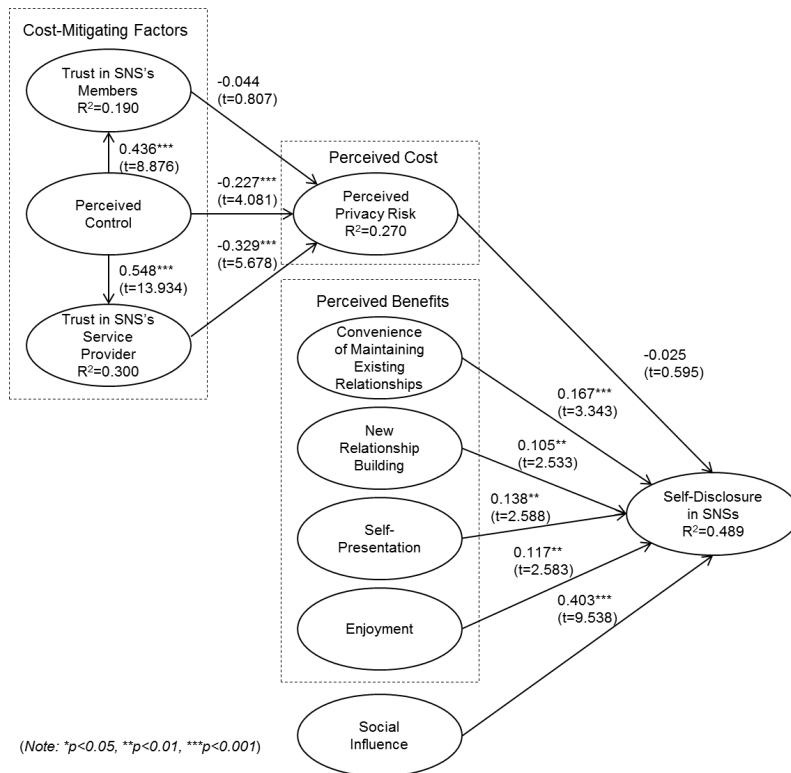 Cost-Mitigating Factors
Trust in SNS’s
Members
R²=0.190
-0.044
(t=0.807)
0.436***
(t=8.876)
Perceived
Control
-0.227***
(t=4.081)
Perceived Cost
Perceived
Privacy Risk
R²=0.270
-0.329***
(t=5.678)
0.548***
(t=13.934)
Trust in SNS’s
Service
Provider
R²=0.300
Perceived Benefits
Convenience
of Maintaining
Existing
Relationships
-0.025
(t=0.595)
0.167***
(t=3.343)
New
Relationship
Building
0.105**
(t=2.533)
Self-
Presentation
0.138**
(t=2.588)
Self-Disclosure
in SNSs
R²=0.489
Enjoyment
0.117**
(t=2.583)
0.403***
(t=9.538)
Social
Influence
(Note: *p<0.05, **p<0.01, ***p<0.001)